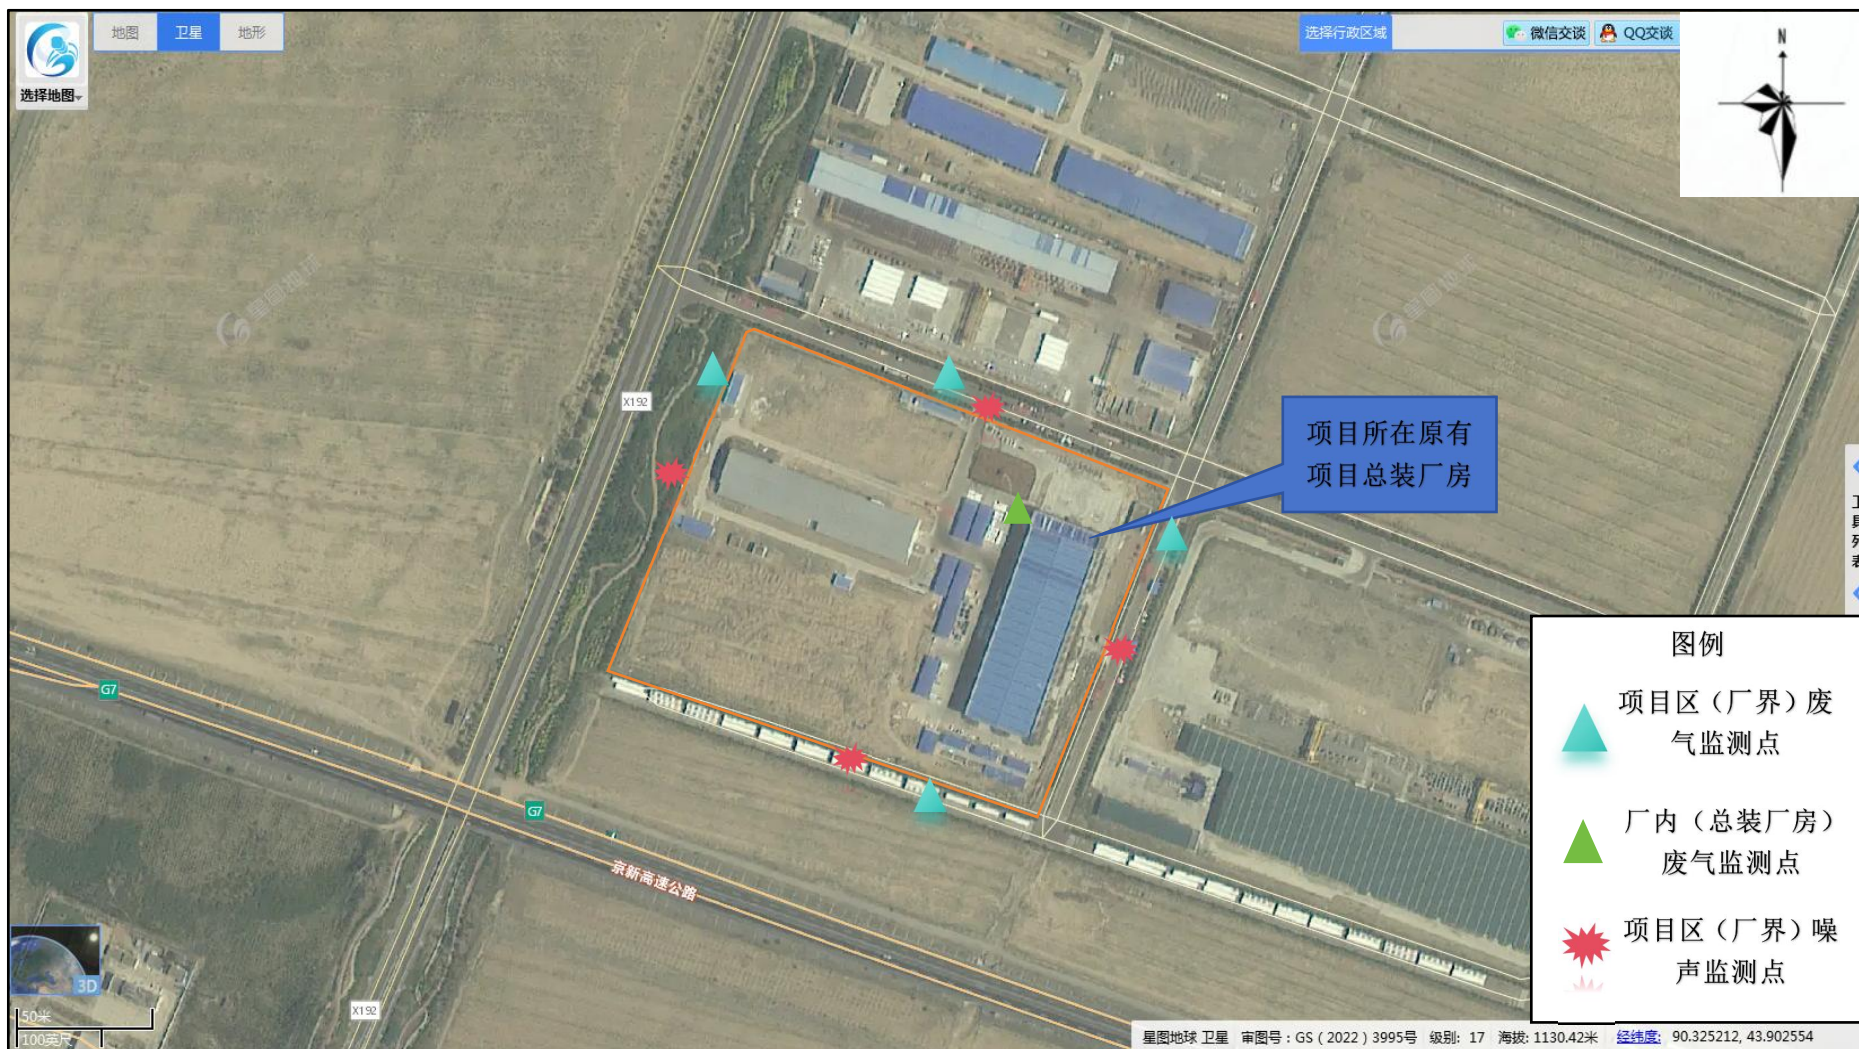 地图
卫星
地形
选择地图
选择行政区域
微信交谈
QQ交谈
N
X192
项目所在原有
项目总装厂房
工
具
列
表
G7
G7
京新高速公路
X192
3D
50米
100英尺
图例
项目区（厂界）废
气监测点
厂内（总装厂房）
废气监测点
项目区（厂界）噪
声监测点
星图地球 卫星 审图号：GS（2022）3995号 级别: 17 海拔: 1130.42米 经纬度: 90.325212, 43.902554